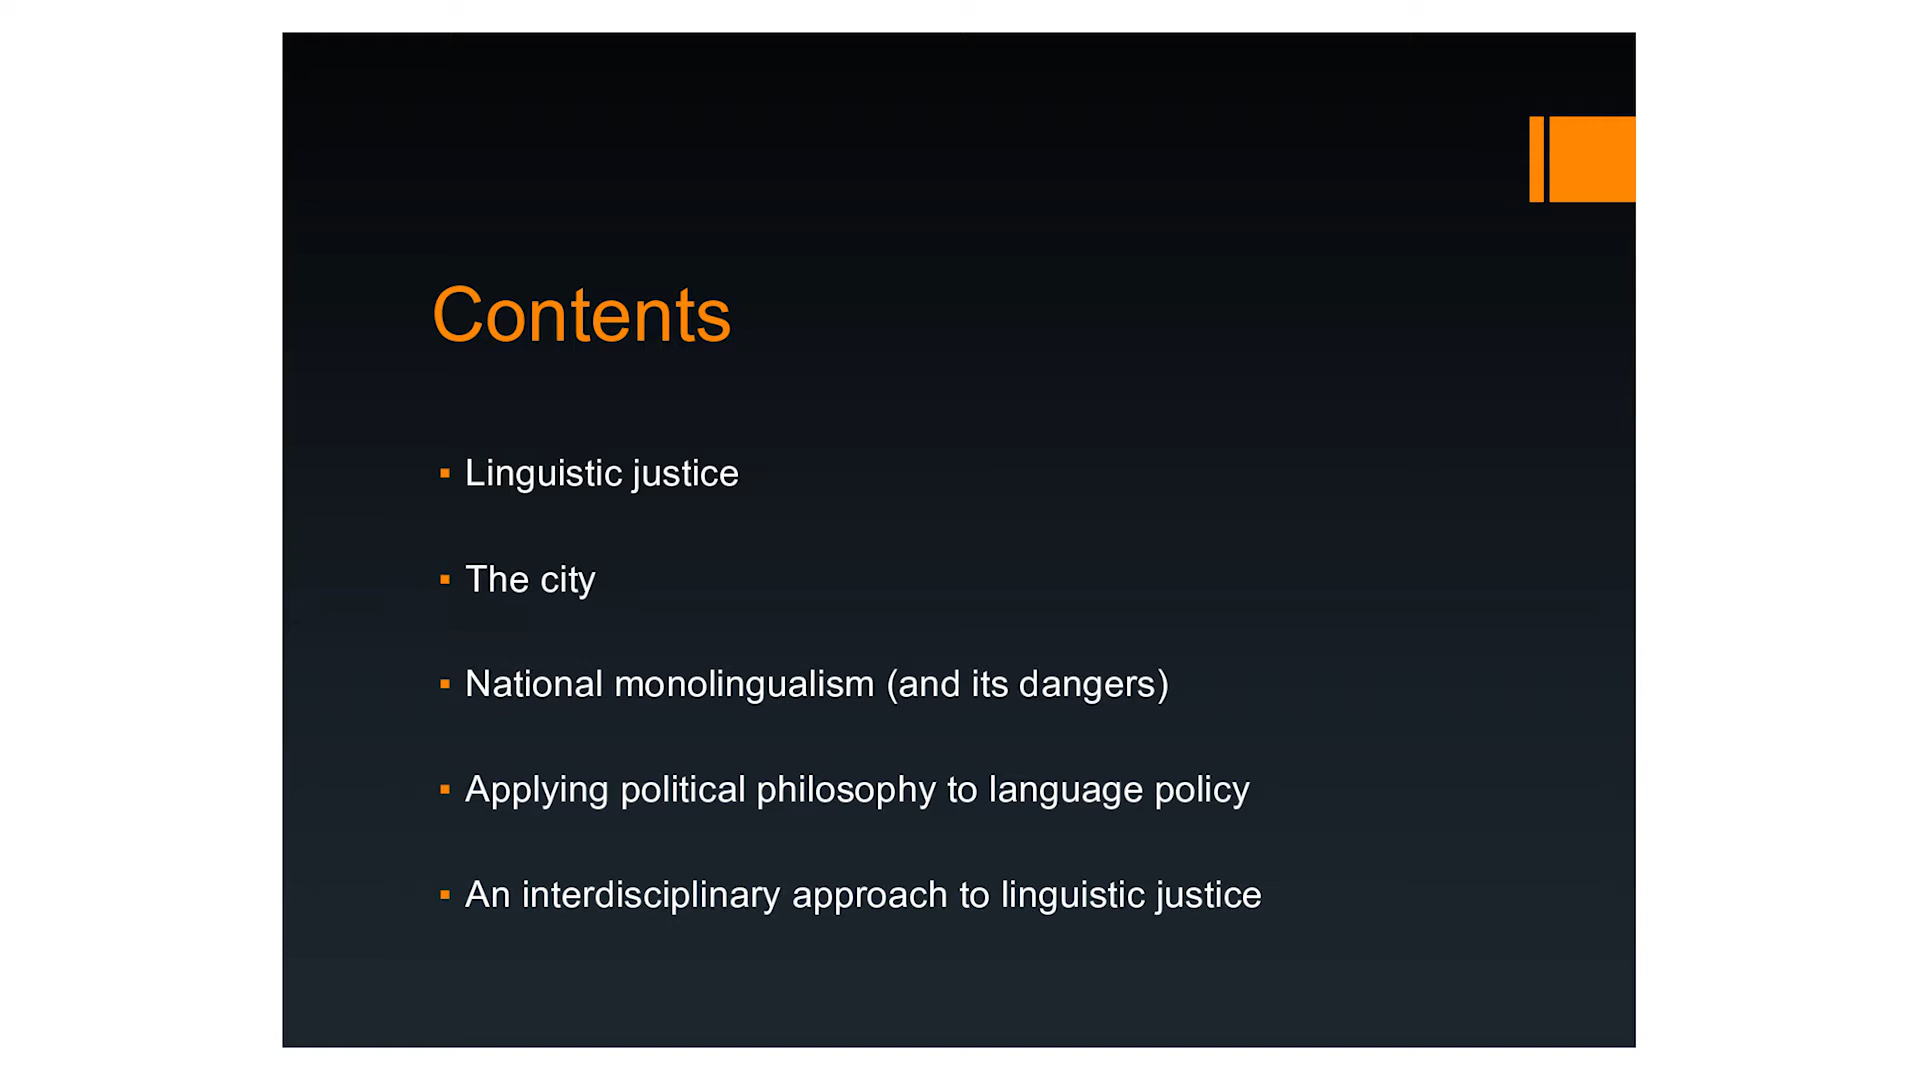 Contents
▪ Linguistic justice
▪ The city
▪ National monolingualism (and its dangers)
▪ Applying political philosophy to language policy
▪ An interdisciplinary approach to linguistic justice